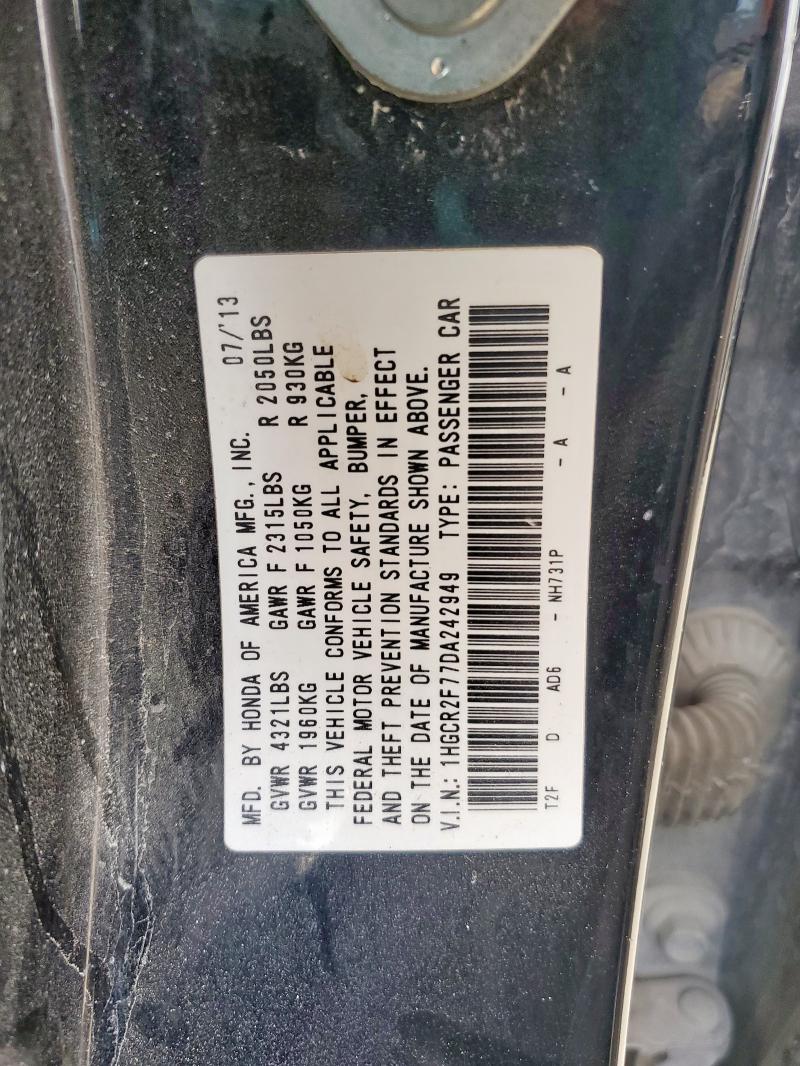 MFD. BY HONDA OF AMERICA MFG., INC. 07/'13
GVWR 4321LBS GAWR F 2315LBS R 2050LBS
GVWR 1960KG GAWR F 1050KG R 930KG
THIS VEHICLE CONFORMS TO ALL APPLICABLE
FEDERAL MOTOR VEHICLE SAFETY, BUMPER,
AND THEFT PREVENTION STANDARDS IN EFFECT
ON THE DATE OF MANUFACTURE SHOWN ABOVE.
V.I.N.: 1HGCR2F77DA242949 TYPE: PASSENGER CAR
T2F D AD6 - NH731P - A - A